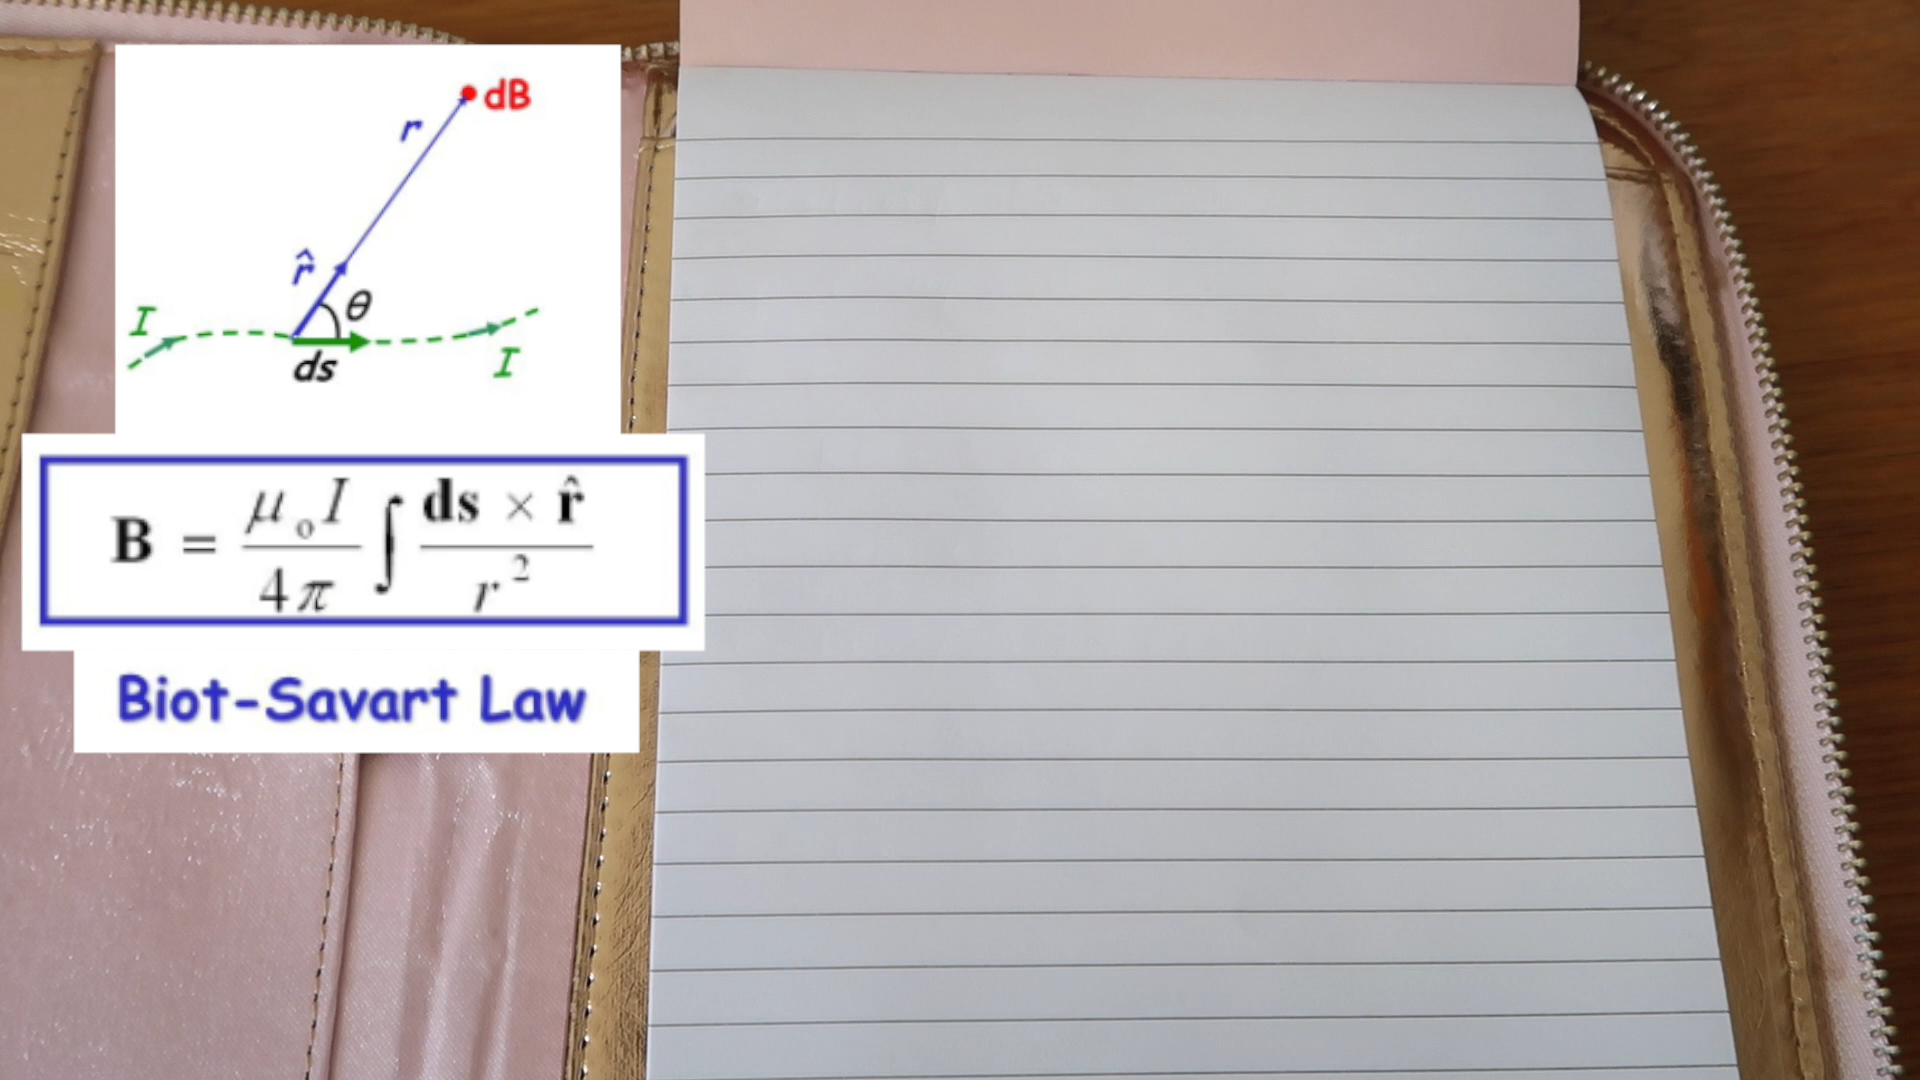 dB
r
r̂
θ
I
ds
I
B = μ₀I / 4π ∫ ds × r̂ / r²
Biot-Savart Law